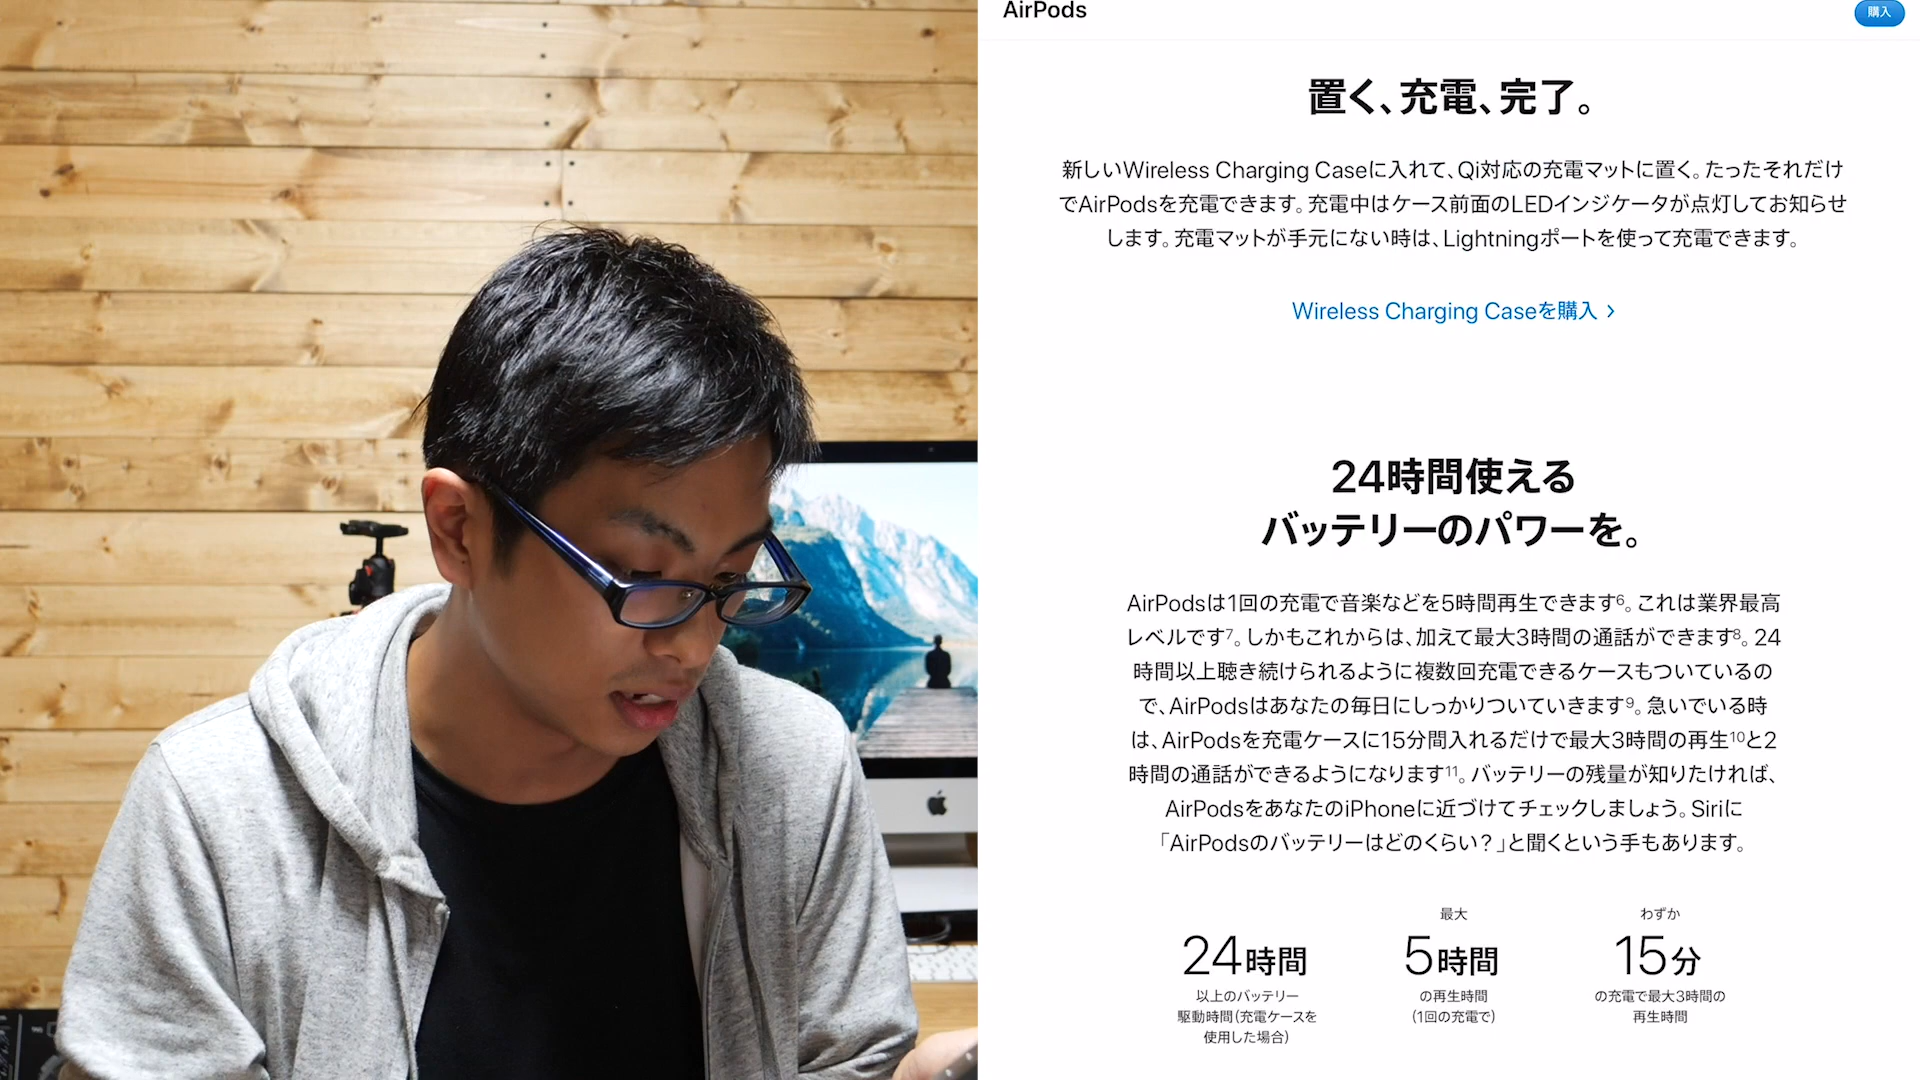 AirPods
購入
置く、充電、完了。
新しいWireless Charging Caseに入れて、Qi対応の充電マットに置く。たったそれだけ
でAirPodsを充電できます。充電中はケース前面のLEDインジケータが点灯してお知らせ
します。充電マットが手元にない時は、Lightningポートを使って充電できます。
Wireless Charging Caseを購入 ›
24時間使える
バッテリーのパワーを。
AirPodsは1回の充電で音楽などを5時間再生できます⁶。これは業界最高
レベルです⁷。しかもこれからは、加えて最大3時間の通話ができます⁸。24
時間以上聴き続けられるように複数回充電できるケースもついているの
で、AirPodsはあなたの毎日にしっかりついていきます⁹。急いでいる時
は、AirPodsを充電ケースに15分間入れるだけで最大3時間の再生¹⁰と2
時間の通話ができるようになります¹¹。バッテリーの残量が知りたければ、
AirPodsをあなたのiPhoneに近づけてチェックしましょう。Siriに
「AirPodsのバッテリーはどのくらい？」と聞くという手もあります。
24時間
以上のバッテリー
駆動時間(充電ケースを
使用した場合)
最大
5時間
の再生時間
(1回の充電で)
わずか
15分
の充電で最大3時間の
再生時間